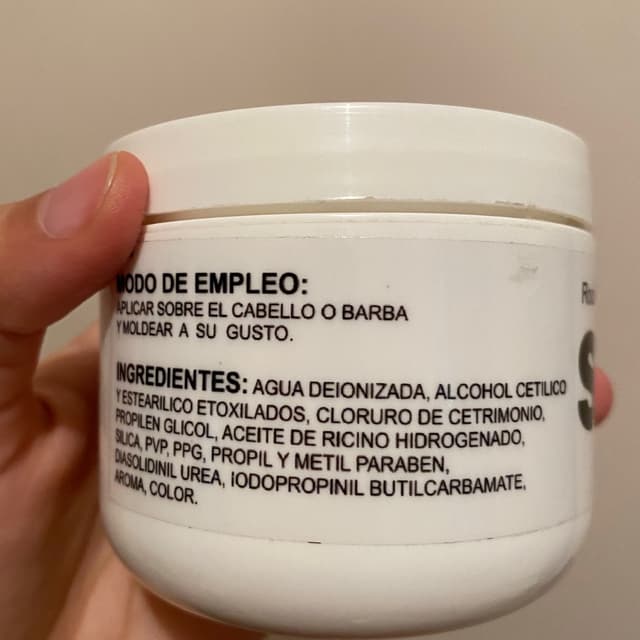 MODO DE EMPLEO:
APLICAR SOBRE EL CABELLO O BARBA
Y MOLDEAR A SU GUSTO.
INGREDIENTES: AGUA DEIONIZADA, ALCOHOL CETILICO
Y ESTEARILICO ETOXILADOS, CLORURO DE CETRIMONIO,
PROPILEN GLICOL, ACEITE DE RICINO HIDROGENADO,
SILICA, PVP, PPG, PROPIL Y METIL PARABEN,
DIASOLIDINIL UREA, IODOPROPINIL BUTILCARBAMATE,
AROMA, COLOR.